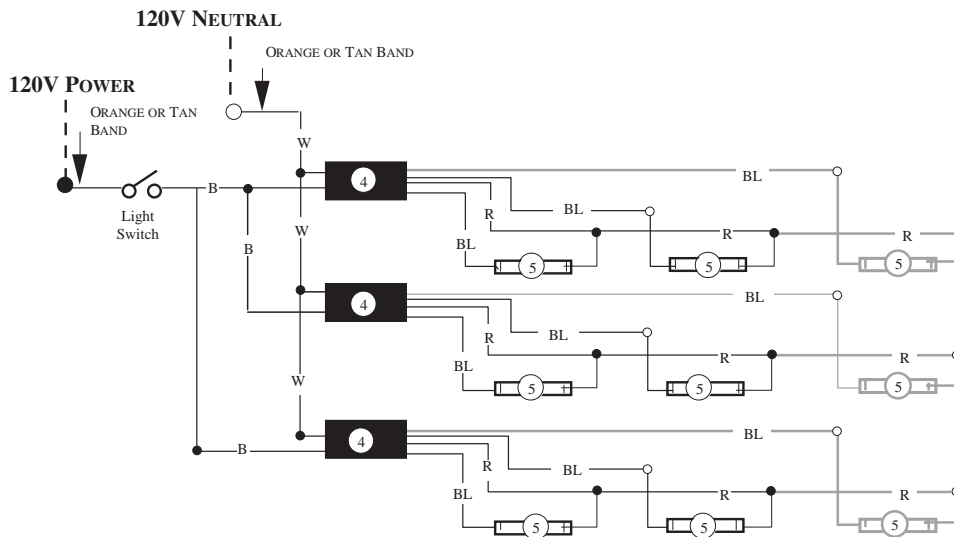 120V NEUTRAL
ORANGE OR TAN BAND
120V POWER
ORANGE OR TAN
BAND
W
4
BL
B
Light
Switch
R
BL
R
R
W
BL
5
5
5
B
4
BL
BL
R
R
R
W
BL
5
5
5
4
BL
B
BL
R
R
R
BL
5
5
5